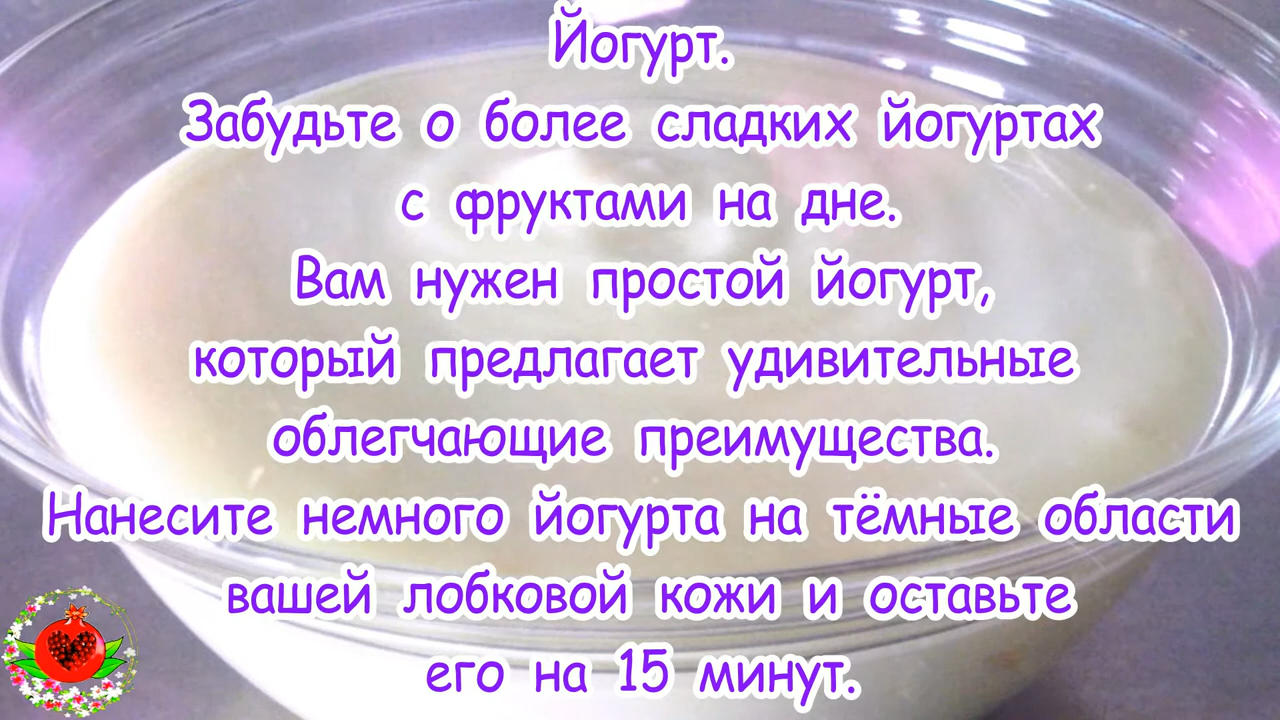 Йогурт.
Забудьте о более сладких йогуртах
с фруктами на дне.
Вам нужен простой йогурт,
который предлагает удивительные
облегчающие преимущества.
Нанесите немного йогурта на тёмные области
вашей лобковой кожи и оставьте
его на 15 минут.